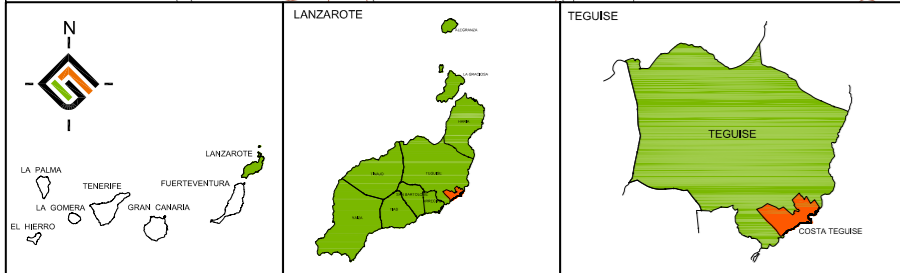 N
LANZAROTE
LA PALMA
TENERIFE
FUERTEVENTURA
LA GOMERA
GRAN CANARIA
EL HIERRO
LANZAROTE
ALEGRANZA
LA GRACIOSA
HARIA
TINAJO
TEGUISE
YAIZA
TIAS
TEGUISE
TEGUISE
COSTA TEGUISE